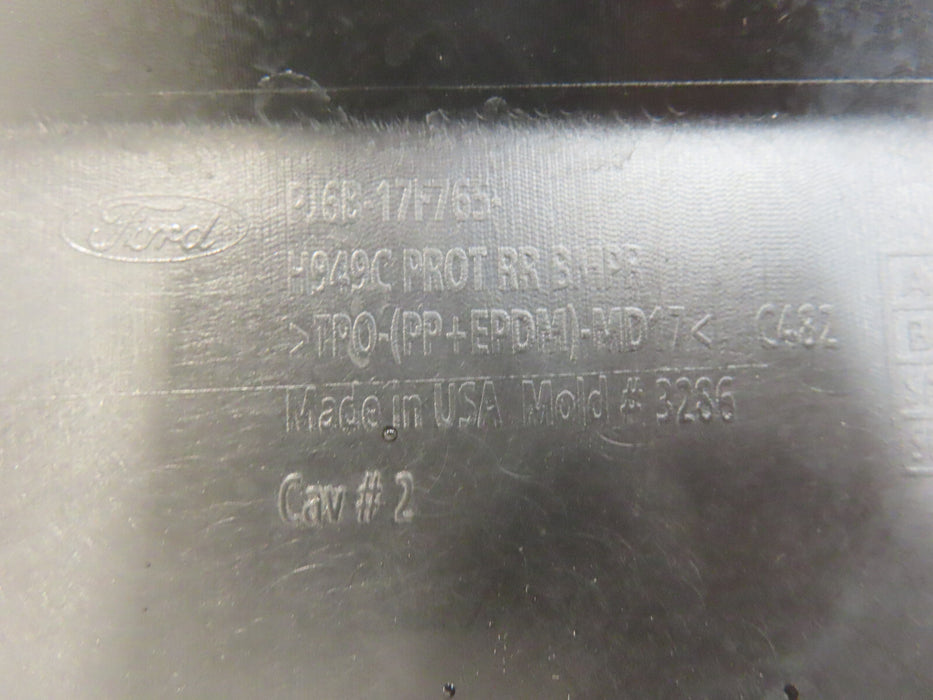 Ford
PJ6B-17F765-
H949C PROT RR BMPR
>TPO-(PP+EPDM)-MD17< C482
Made in USA Mold # 3286
Cav # 2
A
B